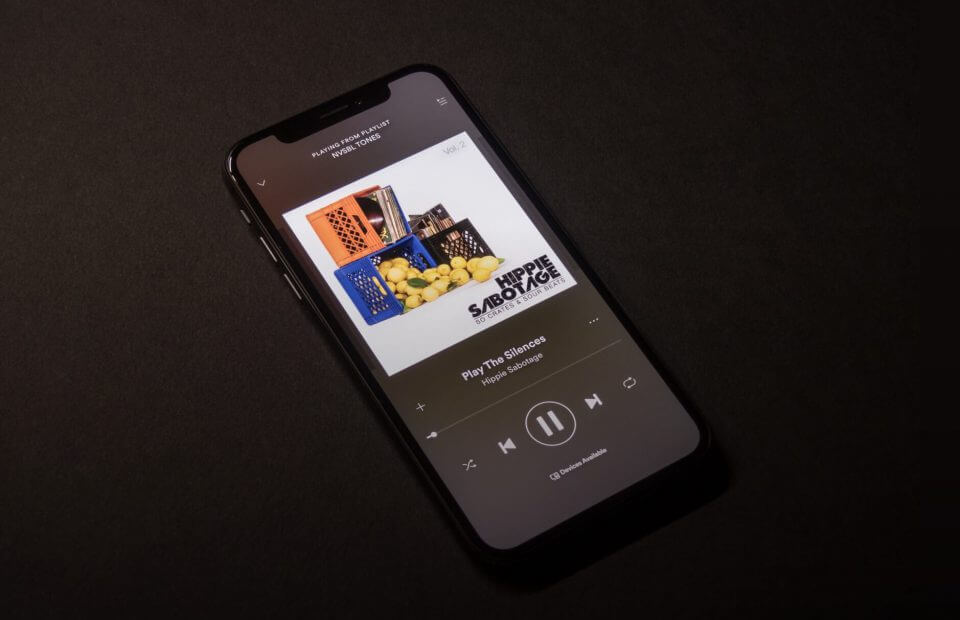 PLAYING FROM PLAYLIST
NVSBL TONES
Vol. 2
HIPPIE
SABOTAGE
SO CRATES & SOUR BEATS
Play The Silences
Hippie Sabotage
Devices Available